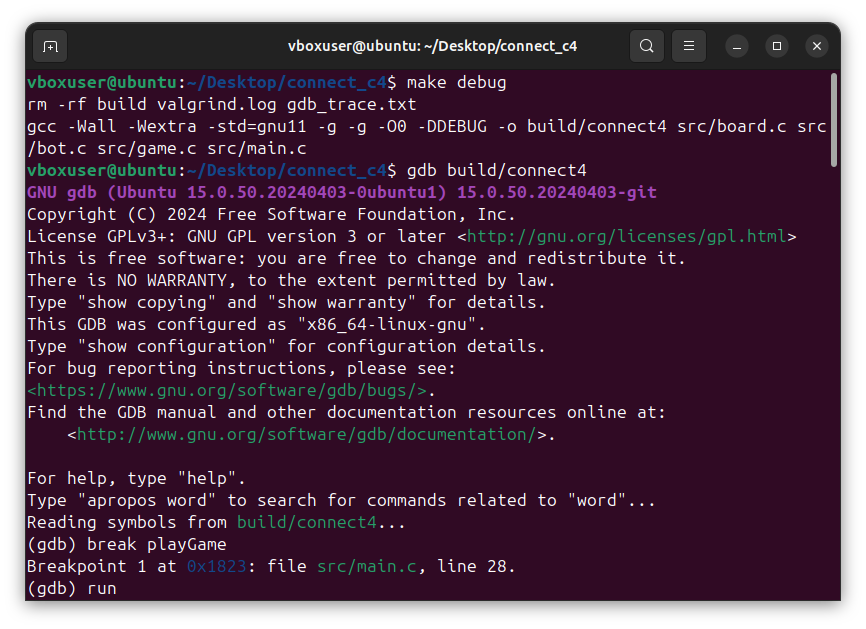 vboxuser@ubuntu: ~/Desktop/connect_c4
vboxuser@ubuntu:~/Desktop/connect_c4$ make debug
rm -rf build valgrind.log gdb_trace.txt
gcc -Wall -Wextra -std=gnu11 -g -g -O0 -DDEBUG -o build/connect4 src/board.c src
/bot.c src/game.c src/main.c
vboxuser@ubuntu:~/Desktop/connect_c4$ gdb build/connect4
GNU gdb (Ubuntu 15.0.50.20240403-0ubuntu1) 15.0.50.20240403-git
Copyright (C) 2024 Free Software Foundation, Inc.
License GPLv3+: GNU GPL version 3 or later <http://gnu.org/licenses/gpl.html>
This is free software: you are free to change and redistribute it.
There is NO WARRANTY, to the extent permitted by law.
Type "show copying" and "show warranty" for details.
This GDB was configured as "x86_64-linux-gnu".
Type "show configuration" for configuration details.
For bug reporting instructions, please see:
<https://www.gnu.org/software/gdb/bugs/>.
Find the GDB manual and other documentation resources online at:
    <http://www.gnu.org/software/gdb/documentation/>.
For help, type "help".
Type "apropos word" to search for commands related to "word"...
Reading symbols from build/connect4...
(gdb) break playGame
Breakpoint 1 at 0x1823: file src/main.c, line 28.
(gdb) run